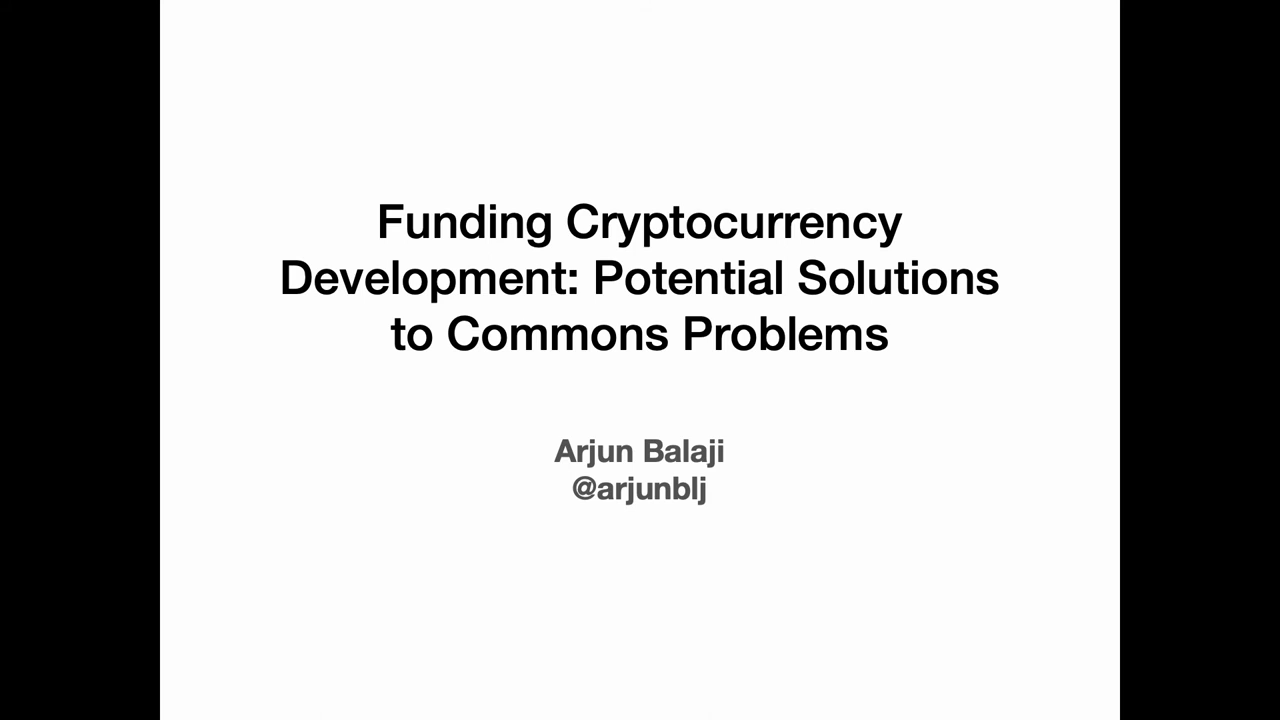 Funding Cryptocurrency
Development: Potential Solutions
to Commons Problems
Arjun Balaji
@arjunblj